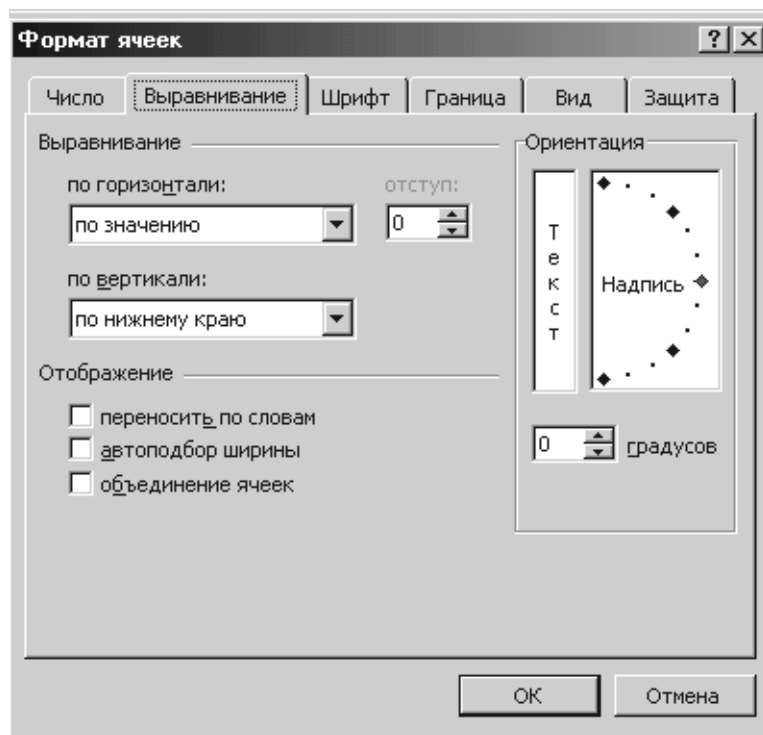 Формат ячеек
? ×
Число Выравнивание Шрифт Граница Вид Защита
Выравнивание
по горизонтали: отступ:
по значению 0
по вертикали:
по нижнему краю
Отображение
переносить по словам
автоподбор ширины
объединение ячеек
Ориентация
Текст
Надпись
0 градусов
ОК Отмена